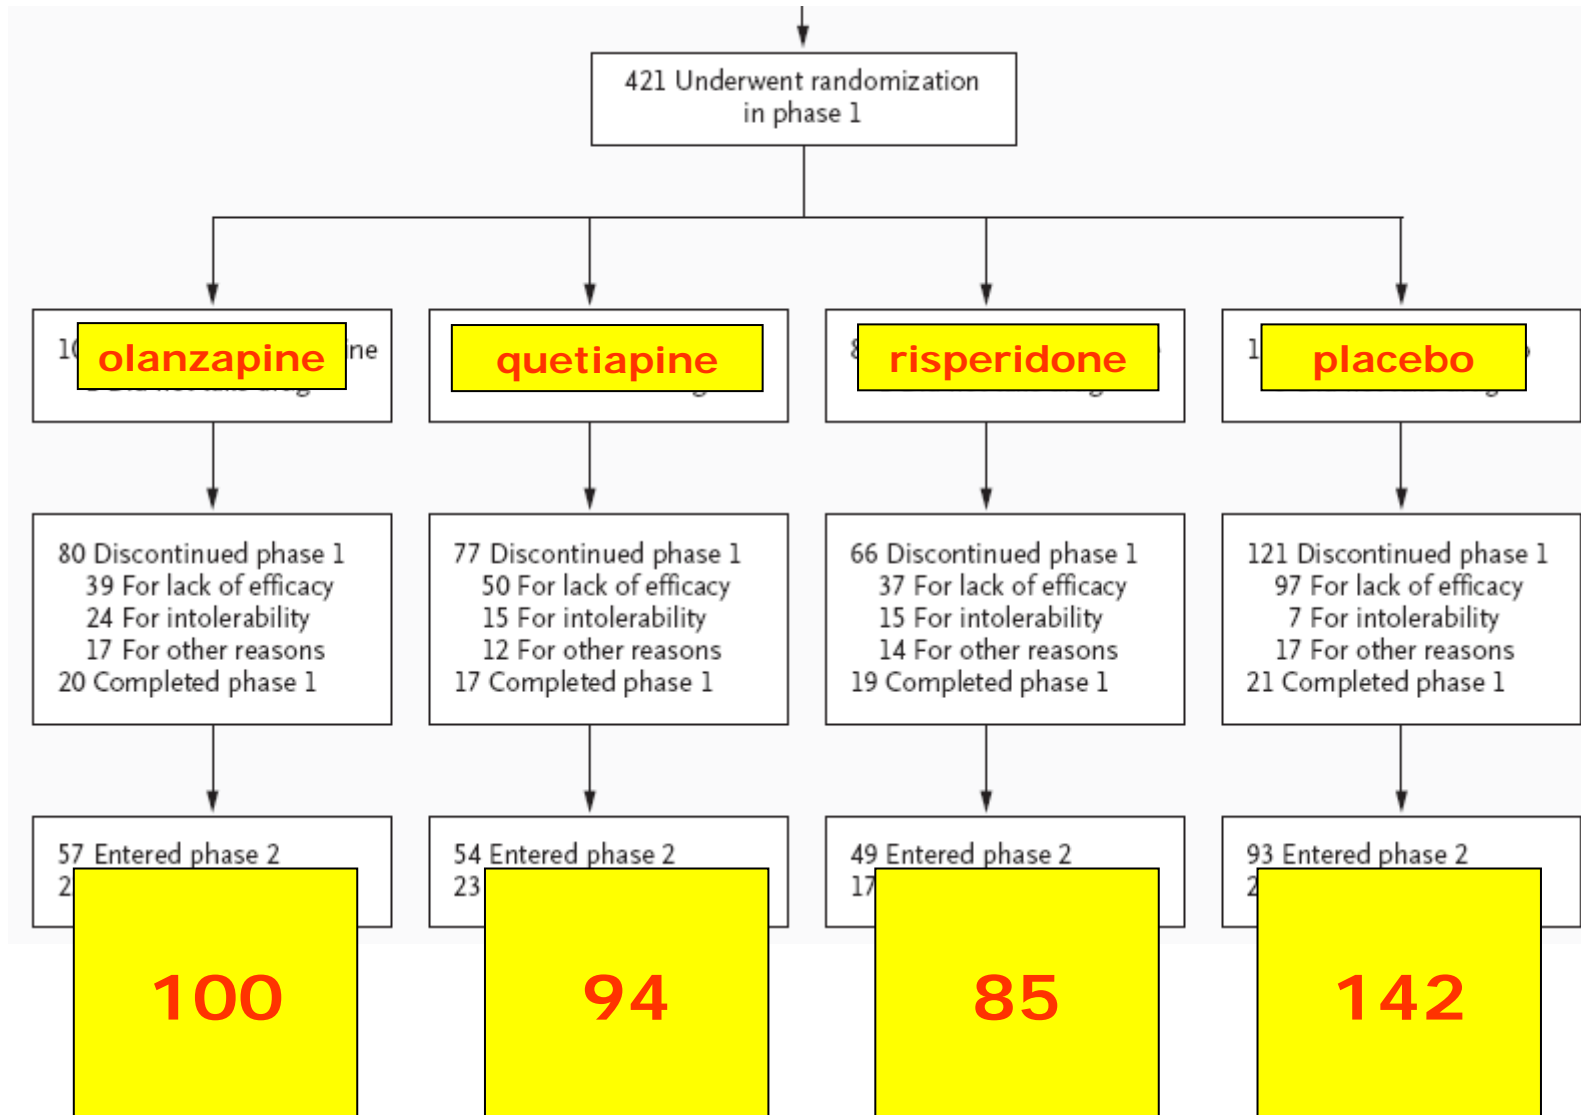 421 Underwent randomization
in phase 1
olanzapine
quetiapine
risperidone
placebo
80 Discontinued phase 1
39 For lack of efficacy
24 For intolerability
17 For other reasons
20 Completed phase 1
77 Discontinued phase 1
50 For lack of efficacy
15 For intolerability
12 For other reasons
17 Completed phase 1
66 Discontinued phase 1
37 For lack of efficacy
15 For intolerability
14 For other reasons
19 Completed phase 1
121 Discontinued phase 1
97 For lack of efficacy
7 For intolerability
17 For other reasons
21 Completed phase 1
57 Entered phase 2
54 Entered phase 2
23
49 Entered phase 2
17
93 Entered phase 2
100
94
85
142